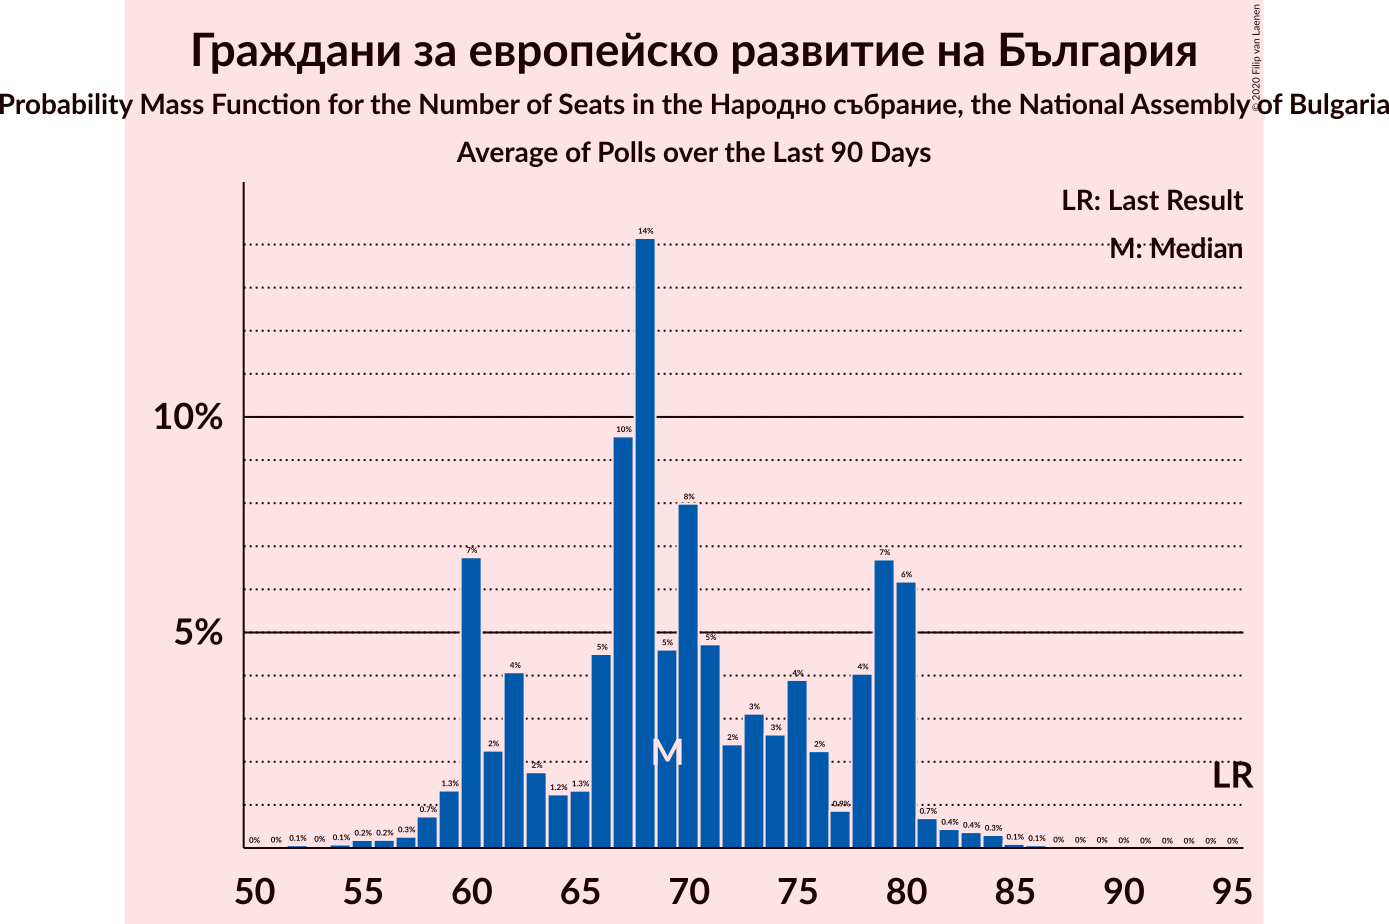 Граждани за европейско развитие на България
Probability Mass Function for the Number of Seats in the Народно събрание, the National Assembly of Bulgaria
Average of Polls over the Last 90 Days
© 2020 Filip van Laenen
LR: Last Result
M: Median
10%
5%
0% 0% 0.1% 0% 0.1% 0.2% 0.2% 0.3% 0.7% 1.3% 7% 2% 4% 2% 1.2% 1.3% 5% 10% 14% 5% 8% 5% 2% 3% 3% 4% 2% 0.9% 4% 7% 6% 0.7% 0.4% 0.4% 0.3% 0.1% 0.1% 0% 0% 0% 0% 0% 0% 0% 0% 0%
M
LR
50 55 60 65 70 75 80 85 90 95